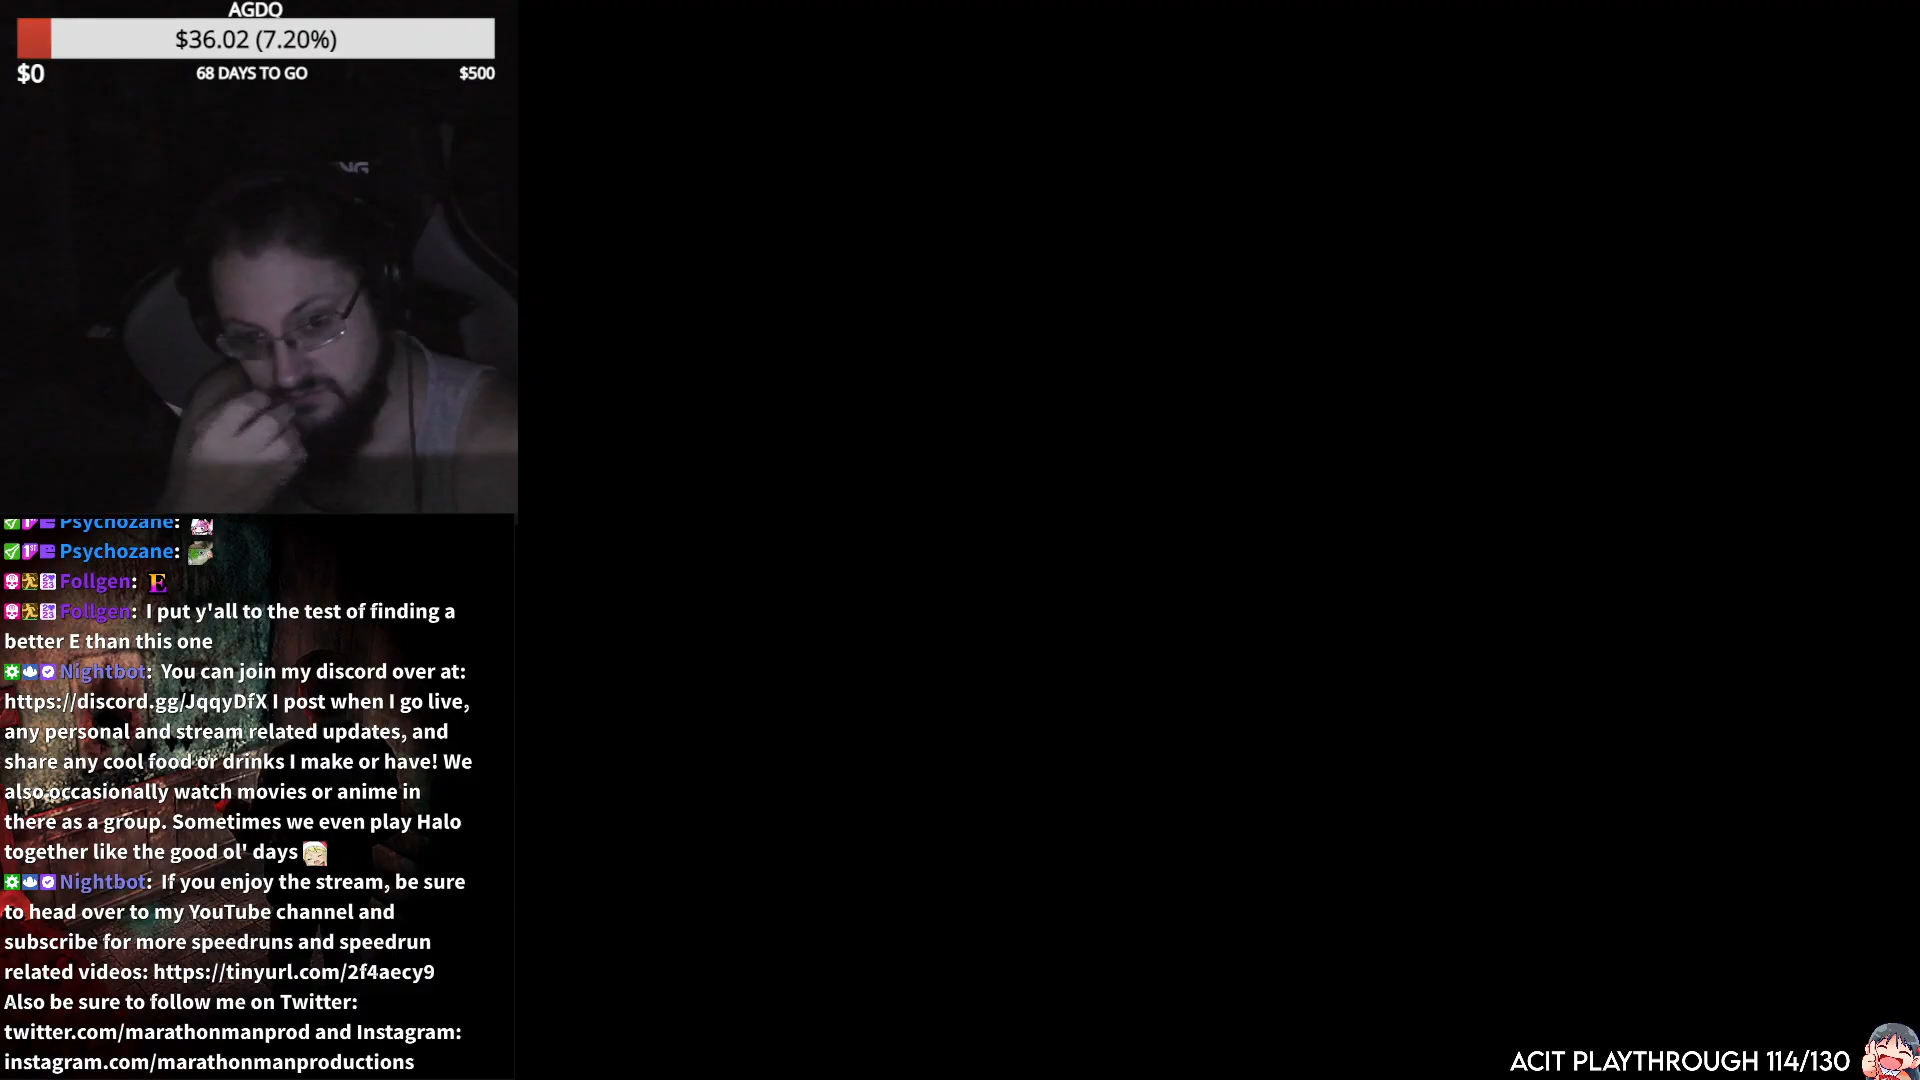 AGDQ
$36.02 (7.20%)
$0 68 DAYS TO GO $500
Psychozane:
Psychozane:
Follgen: E
Follgen: I put y'all to the test of finding a
better E than this one
Nightbot: You can join my discord over at:
https://discord.gg/JqqyDfX I post when I go live,
any personal and stream related updates, and
share any cool food or drinks I make or have! We
also occasionally watch movies or anime in
there as a group. Sometimes we even play Halo
together like the good ol' days
Nightbot: If you enjoy the stream, be sure
to head over to my YouTube channel and
subscribe for more speedruns and speedrun
related videos: https://tinyurl.com/2f4aecy9
Also be sure to follow me on Twitter:
twitter.com/marathonmanprod and Instagram:
instagram.com/marathonmanproductions
ACIT PLAYTHROUGH 114/130